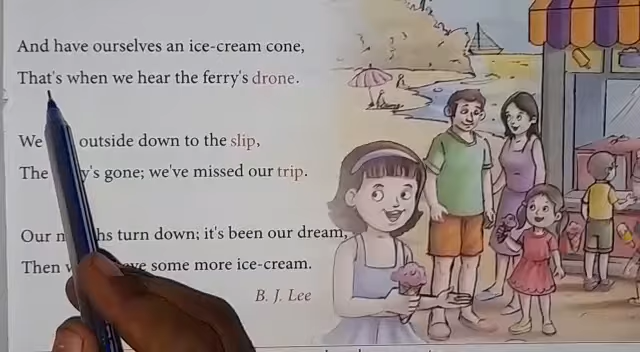 And have ourselves an ice-cream cone,
That's when we hear the ferry's drone.
We outside down to the slip,
The gone; we've missed our trip.
Our turn down; it's been our dream,
Then some more ice-cream.
B. J. Lee